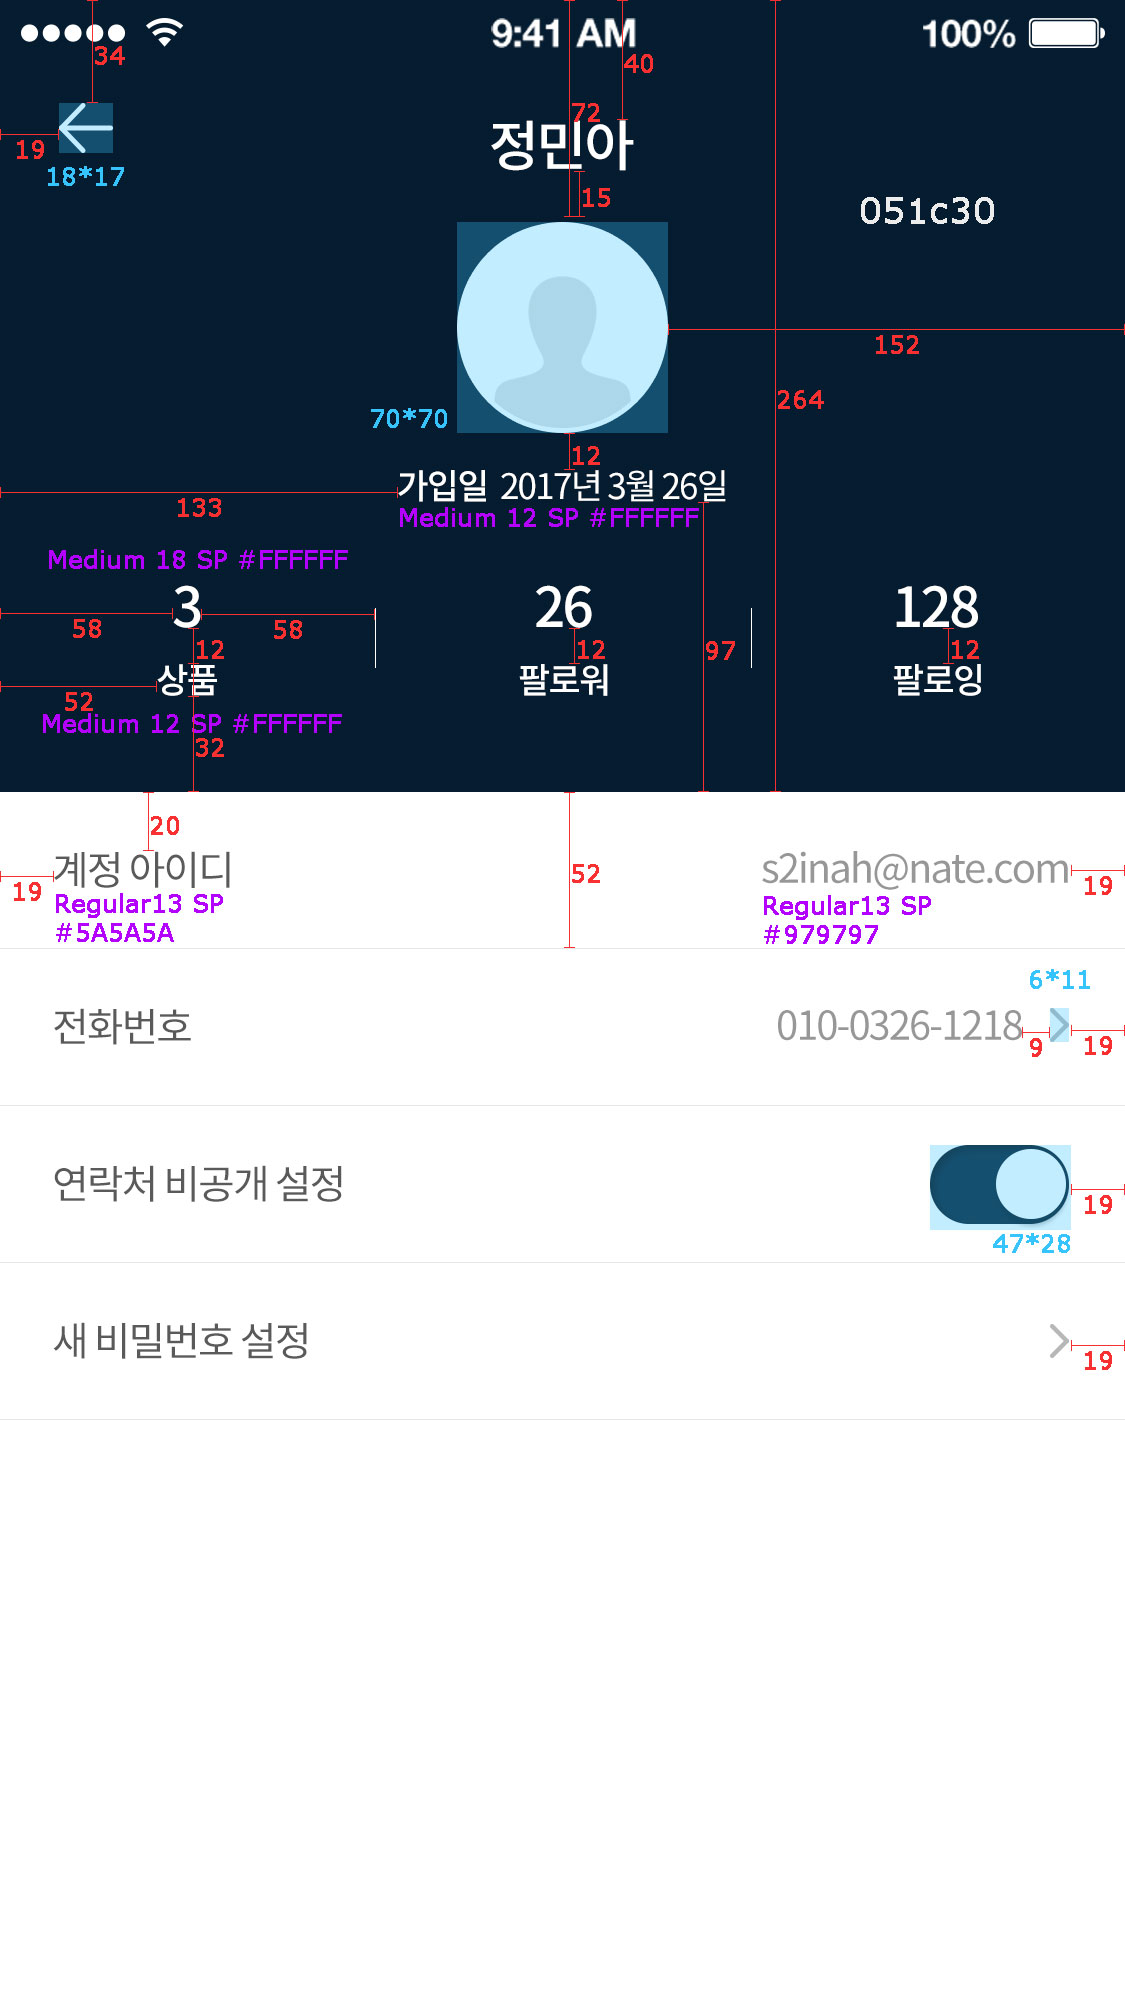 9:41 AM
100%
34
40
72
정민아
19
18*17
15
051c30
152
264
70*70
12
가입일 2017년 3월 26일
133
Medium 12 SP #FFFFFF
Medium 18 SP #FFFFFF
3
26
128
58
58
12
12
97
12
상품
팔로워
팔로잉
52
Medium 12 SP #FFFFFF
32
20
계정 아이디
52
s2inah@nate.com
19
19
Regular13 SP
#5A5A5A
Regular13 SP
#979797
6*11
전화번호
010-0326-1218
9
19
연락처 비공개 설정
19
47*28
새 비밀번호 설정
19